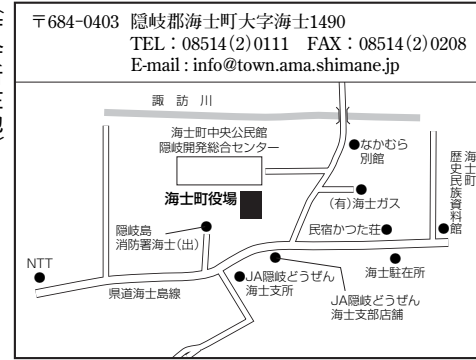 〒684-0403 隠岐郡海士町大字海士1490
TEL：08514(2)0111　FAX：08514(2)0208
E-mail : info@town.ama.shimane.jp
諏訪川
海士町中央公民館
隠岐開発総合センター
なかむら
別館
海士町
歴史民族資料館
海士町役場
(有)海士ガス
隠岐島
消防署海士(出)
民宿かつた荘
NTT
県道海士島線
JA隠岐どうぜん
海士支所
海士駐在所
JA隠岐どうぜん
海士支部店舗